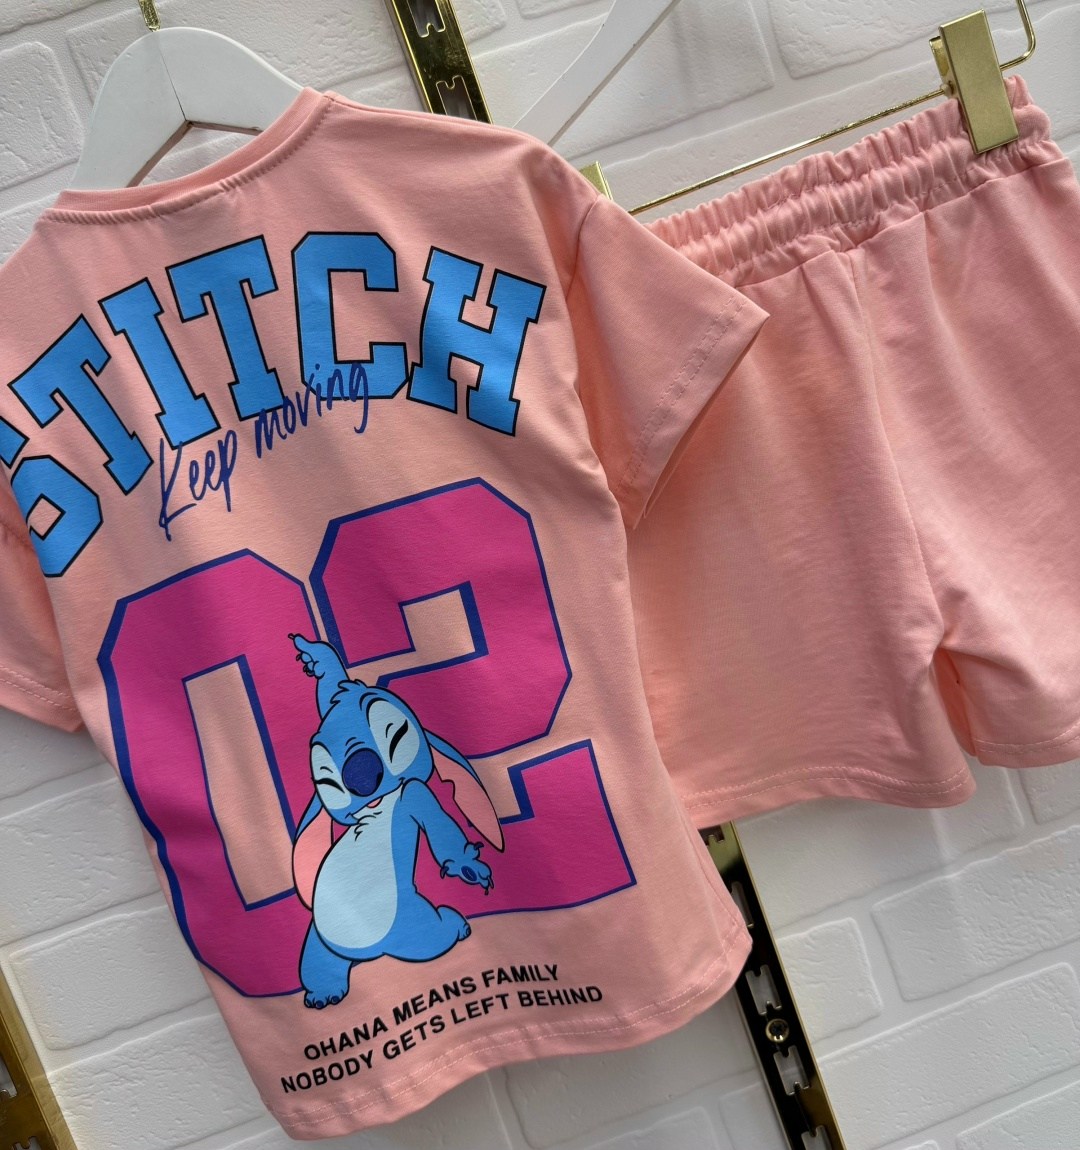 STITCH
Keep moving
02
OHANA MEANS FAMILY
NOBODY GETS LEFT BEHIND